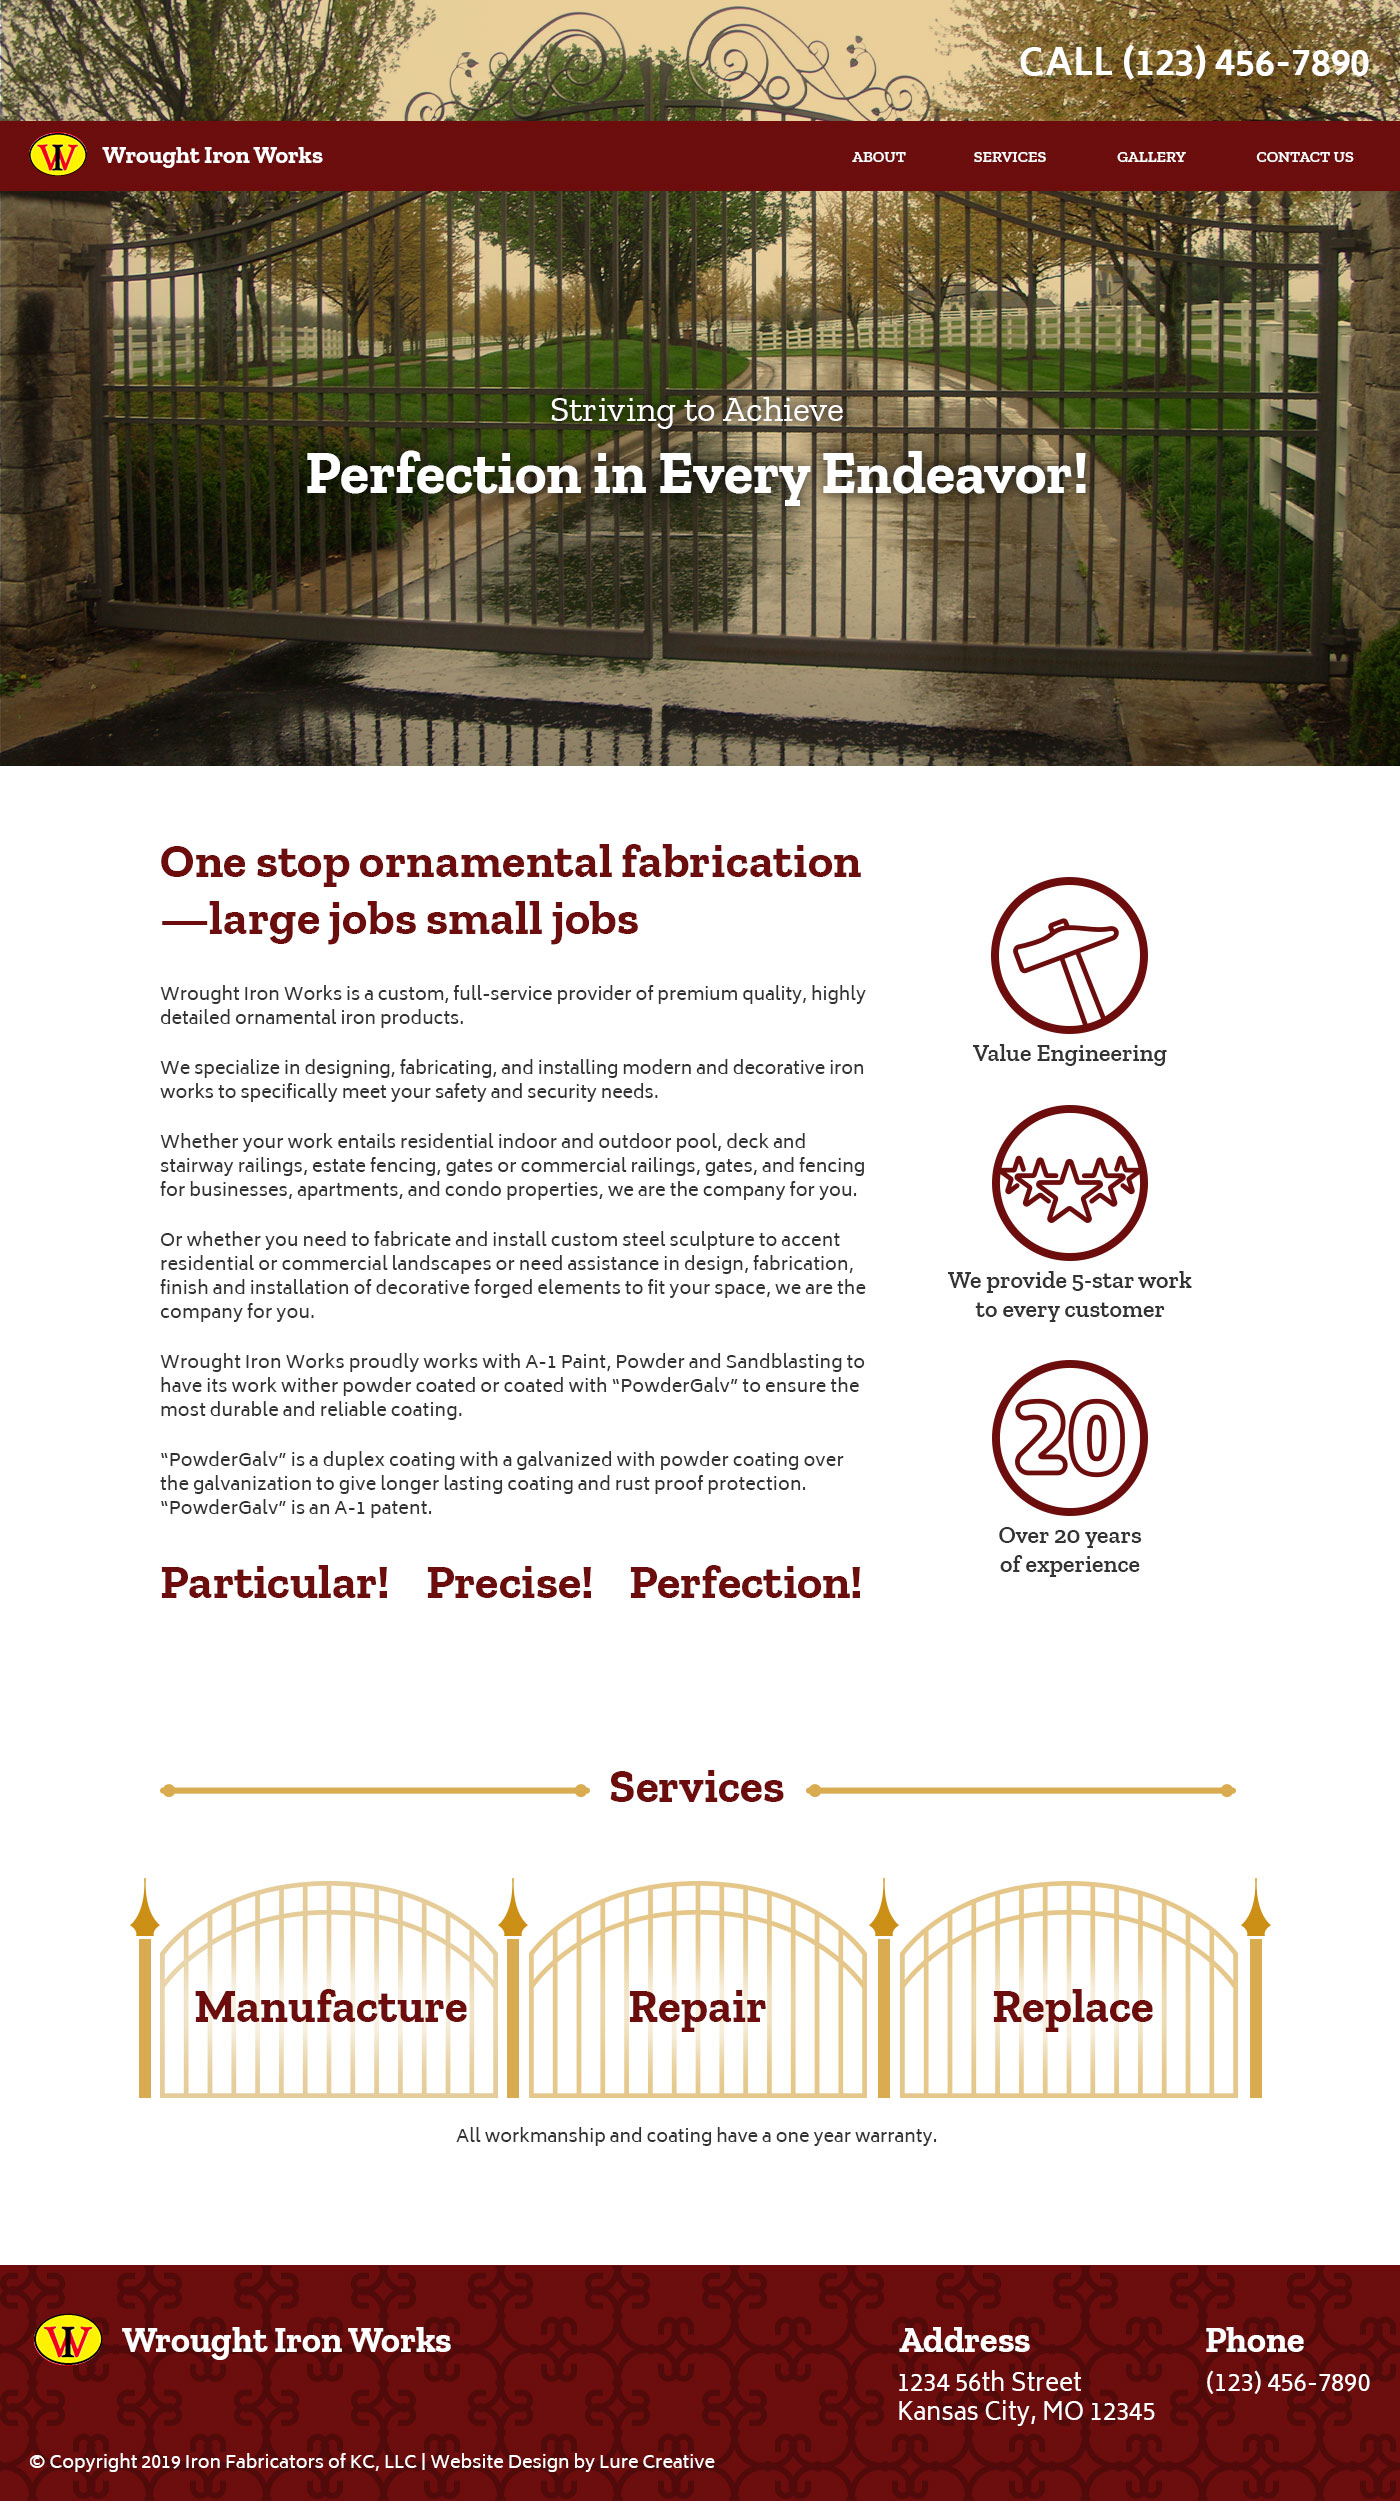 CALL (123) 456-7890
IW Wrought Iron Works
ABOUT SERVICES GALLERY CONTACT US
Striving to Achieve
Perfection in Every Endeavor!
One stop ornamental fabrication
—large jobs small jobs
Wrought Iron Works is a custom, full-service provider of premium quality, highly
detailed ornamental iron products.
We specialize in designing, fabricating, and installing modern and decorative iron
works to specifically meet your safety and security needs.
Whether your work entails residential indoor and outdoor pool, deck and
stairway railings, estate fencing, gates or commercial railings, gates, and fencing
for businesses, apartments, and condo properties, we are the company for you.
Or whether you need to fabricate and install custom steel sculpture to accent
residential or commercial landscapes or need assistance in design, fabrication,
finish and installation of decorative forged elements to fit your space, we are the
company for you.
Wrought Iron Works proudly works with A-1 Paint, Powder and Sandblasting to
have its work wither powder coated or coated with “PowderGalv” to ensure the
most durable and reliable coating.
“PowderGalv” is a duplex coating with a galvanized with powder coating over
the galvanization to give longer lasting coating and rust proof protection.
“PowderGalv” is an A-1 patent.
Particular! Precise! Perfection!
Value Engineering
We provide 5-star work
to every customer
20
Over 20 years
of experience
Services
Manufacture
Repair
Replace
All workmanship and coating have a one year warranty.
IW Wrought Iron Works
Address
1234 56th Street
Kansas City, MO 12345
Phone
(123) 456-7890
© Copyright 2019 Iron Fabricators of KC, LLC | Website Design by Lure Creative